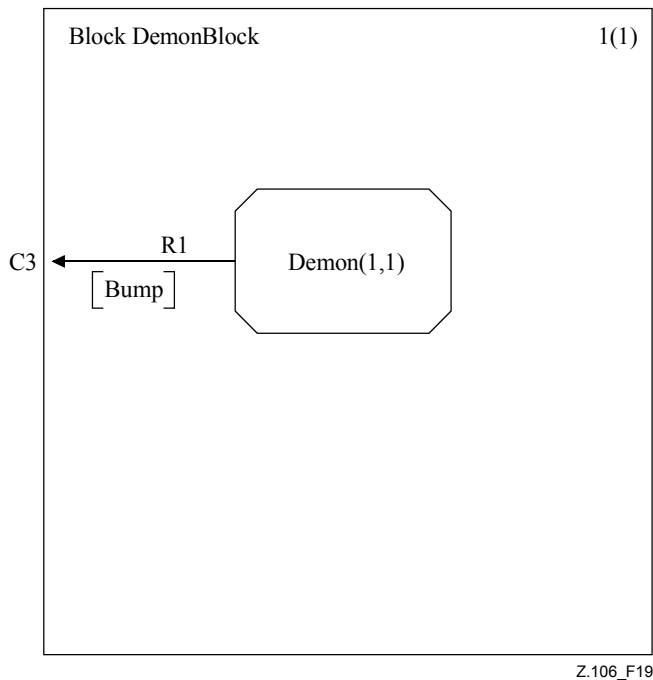 Block DemonBlock 1(1)
R1
C3
Demon(1,1)
[Bump]
Z.106_F19